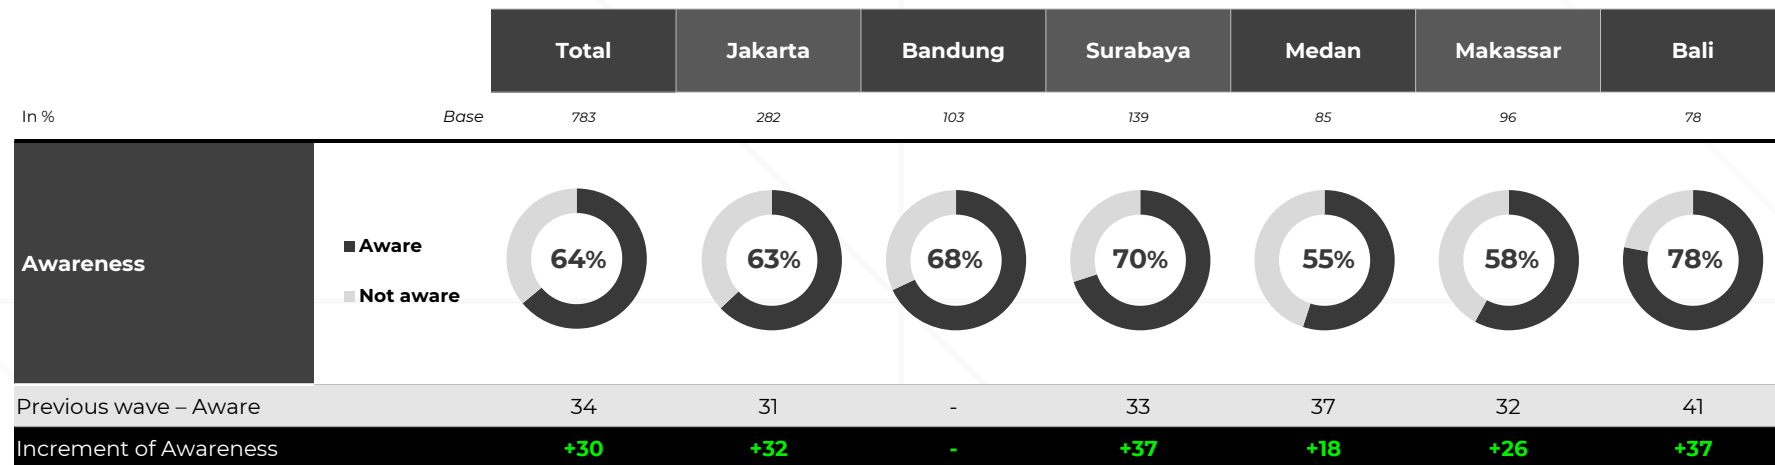 Total Jakarta Bandung Surabaya Medan Makassar Bali
In % Base 783 282 103 139 85 96 78
Awareness
Aware
Not aware
64% 63% 68% 70% 55% 58% 78%
Previous wave – Aware 34 31 - 33 37 32 41
Increment of Awareness +30 +32 - +37 +18 +26 +37